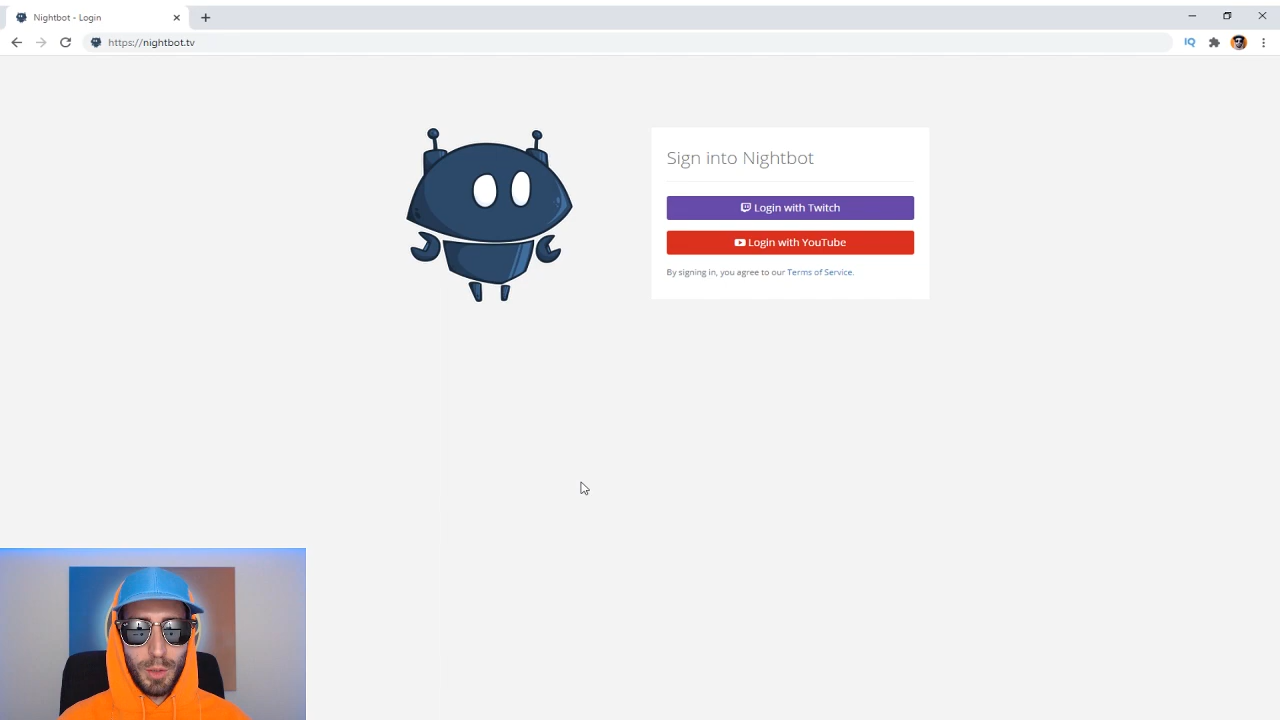 Nightbot - Login
https://nightbot.tv
IQ
Sign into Nightbot
Login with Twitch
Login with YouTube
By signing in, you agree to our Terms of Service.